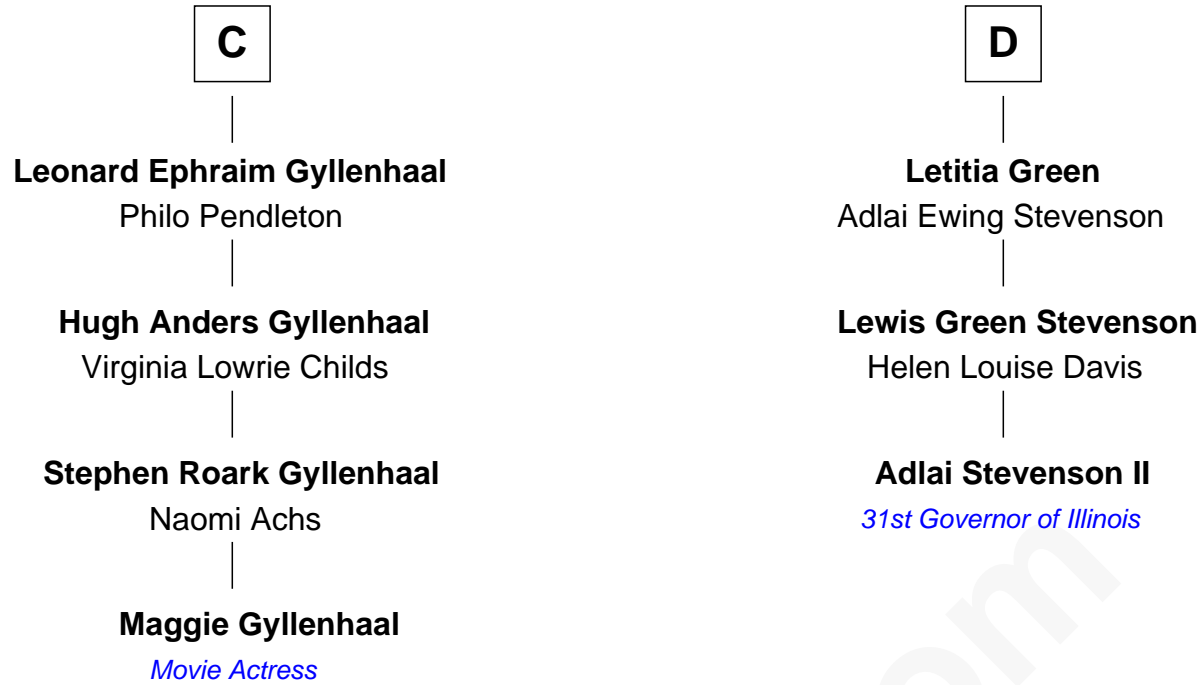 C
Leonard Ephraim Gyllenhaal
Philo Pendleton
Hugh Anders Gyllenhaal
Virginia Lowrie Childs
Stephen Roark Gyllenhaal
Naomi Achs
Maggie Gyllenhaal
Movie Actress
D
Letitia Green
Adlai Ewing Stevenson
Lewis Green Stevenson
Helen Louise Davis
Adlai Stevenson II
31st Governor of Illinois
om